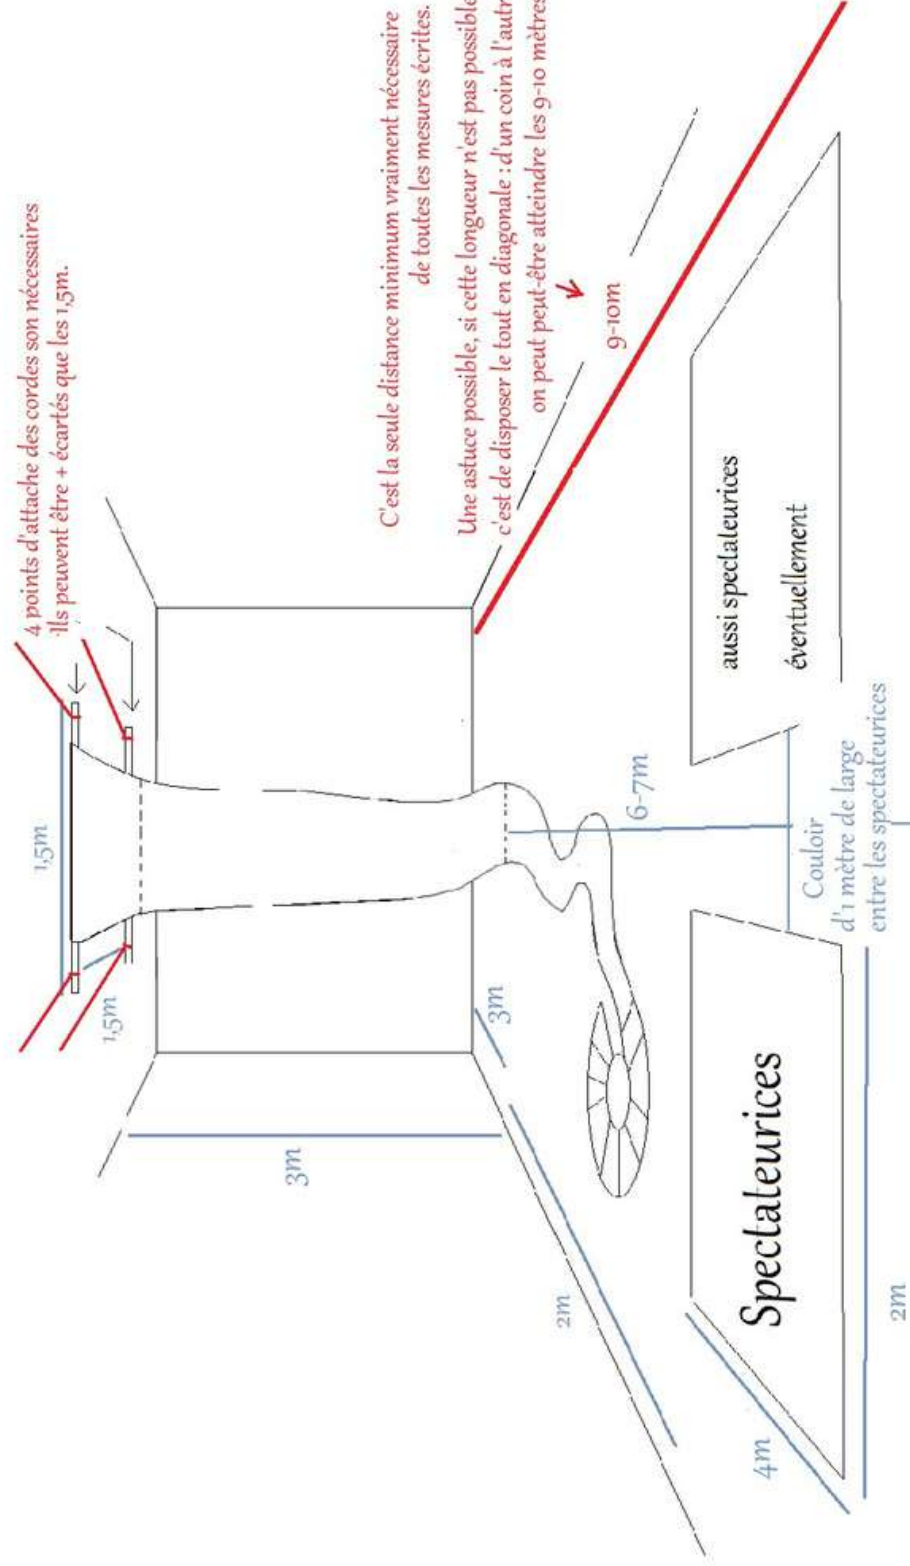 4 points d'attache des cordes son nécessaires
Ils peuvent être + écartés que les 1,5m.
1,5m
1,5m
C'est la seule distance minimum vraiment nécessaire
de toutes les mesures écrites.
Une astuce possible, si cette longueur n'est pas possible
c'est de disposer le tout en diagonale : d'un coin à l'autr
on peut peut-être atteindre les 9-10 mètres
9-10m
3m
3m
2m
6-7m
Spectateurices
aussi spectateurices
éventuellement
Couloir
d'1 mètre de large
entre les spectateurices
4m
2m